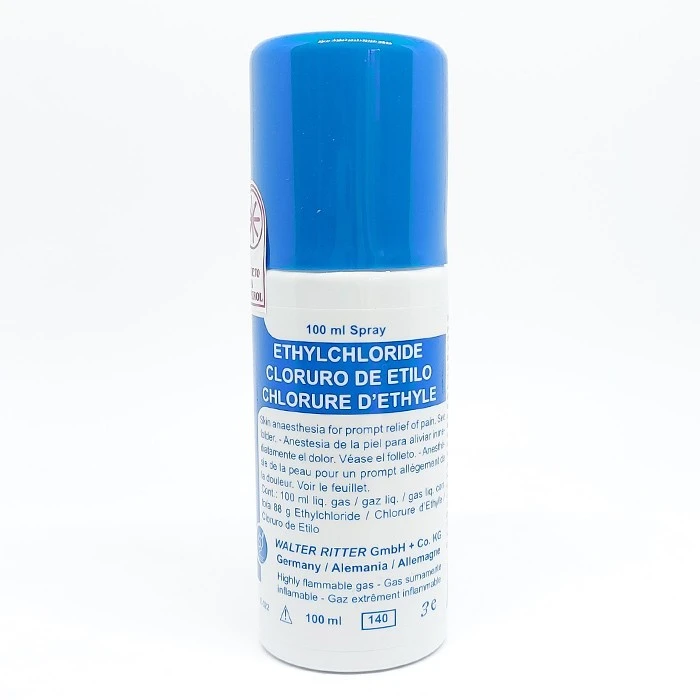 100 ml Spray
ETHYLCHLORIDE
CLORURO DE ETILO
CHLORURE D'ETHYLE
Skin anaesthesia for prompt relief of pain.
- Anestesia de la piel para aliviar
el dolor. Véase el folleto. -
de la peau pour un prompt allègement
la douleur. Voir le feuillet.
Cont.: 100 ml liq. gas / gaz liq. / gas liq.
88 g Ethylchloride / Chlorure d'Ethyle
Cloruro de Etilo
WALTER RITTER GmbH + Co. KG
Germany / Alemania / Allemagne
Highly flammable gas - Gas sumamente
inflamable - Gaz extrêmement inflammable
100 ml 140 3 e